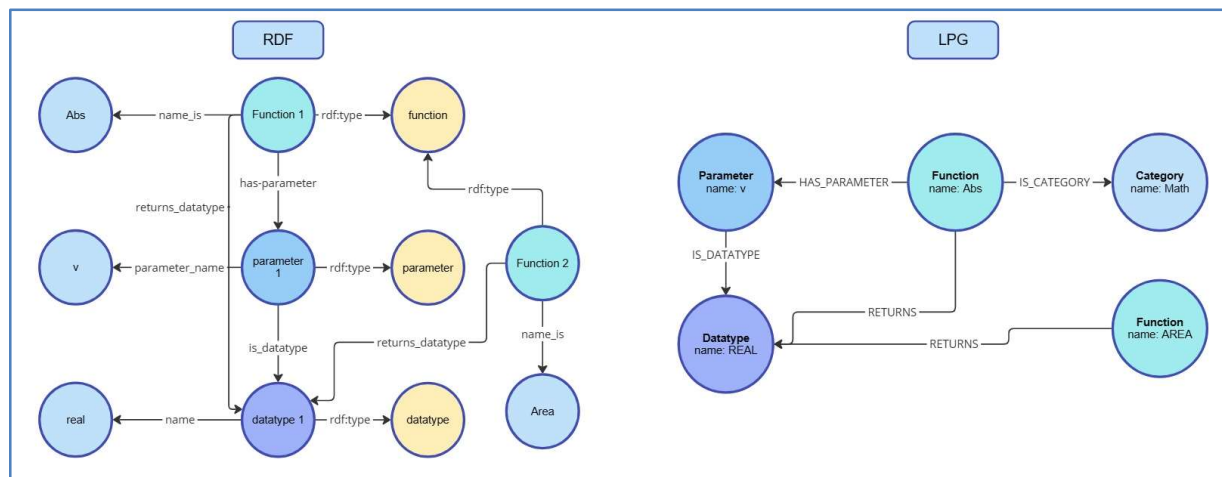 RDF
LPG
Abs
name_is
Function 1
rdf:type
function
has-parameter
rdf:type
returns_datatype
v
parameter_name
parameter
1
rdf:type
parameter
Function 2
is_datatype
returns_datatype
name_is
real
name
datatype 1
rdf:type
datatype
Area
Parameter
name: v
HAS_PARAMETER
Function
name: Abs
IS_CATEGORY
Category
name: Math
IS_DATATYPE
RETURNS
Datatype
name: REAL
RETURNS
Function
name: AREA